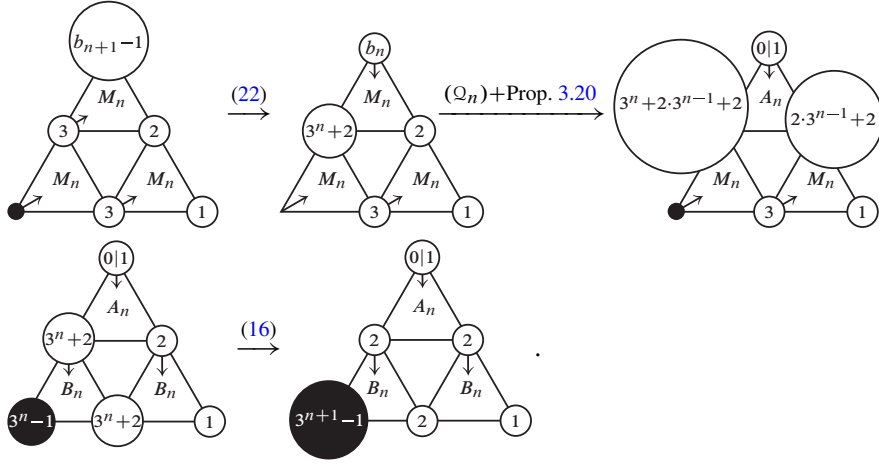 b_{n+1}−1
M_n
3
2
M_n
M_n
3
1
(22)
→
b_n
M_n
3^n+2
2
M_n
M_n
3
1
(Q_n)+Prop. 3.20
→
0|1
3^n+2·3^{n−1}+2
A_n
2·3^{n−1}+2
M_n
M_n
3
1
0|1
A_n
3^n+2
2
B_n
B_n
3^n−1
3^n+2
1
(16)
→
0|1
A_n
2
2
B_n
B_n
3^{n+1}−1
2
1
.